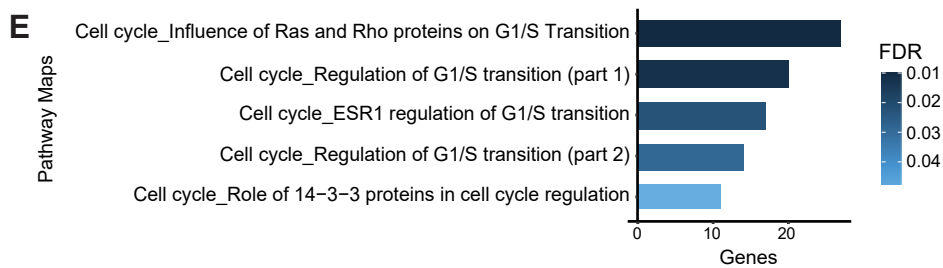 E
Pathway Maps
Cell cycle_Influence of Ras and Rho proteins on G1/S Transition
Cell cycle_Regulation of G1/S transition (part 1)
Cell cycle_ESR1 regulation of G1/S transition
Cell cycle_Regulation of G1/S transition (part 2)
Cell cycle_Role of 14−3−3 proteins in cell cycle regulation
0 10 20
Genes
FDR
0.01
0.02
0.03
0.04